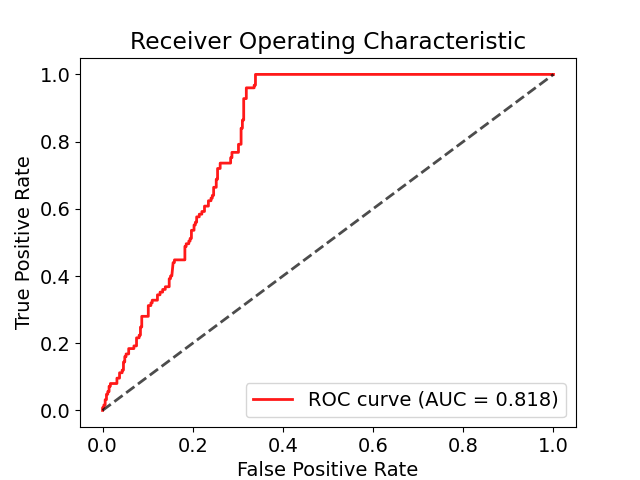 Receiver Operating Characteristic
True Positive Rate
1.0
0.8
0.6
0.4
0.2
0.0
ROC curve (AUC = 0.818)
0.0 0.2 0.4 0.6 0.8 1.0
False Positive Rate